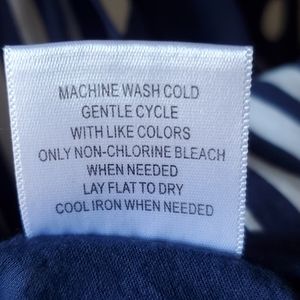 MACHINE WASH COLD
GENTLE CYCLE
WITH LIKE COLORS
ONLY NON-CHLORINE BLEACH
WHEN NEEDED
LAY FLAT TO DRY
COOL IRON WHEN NEEDED